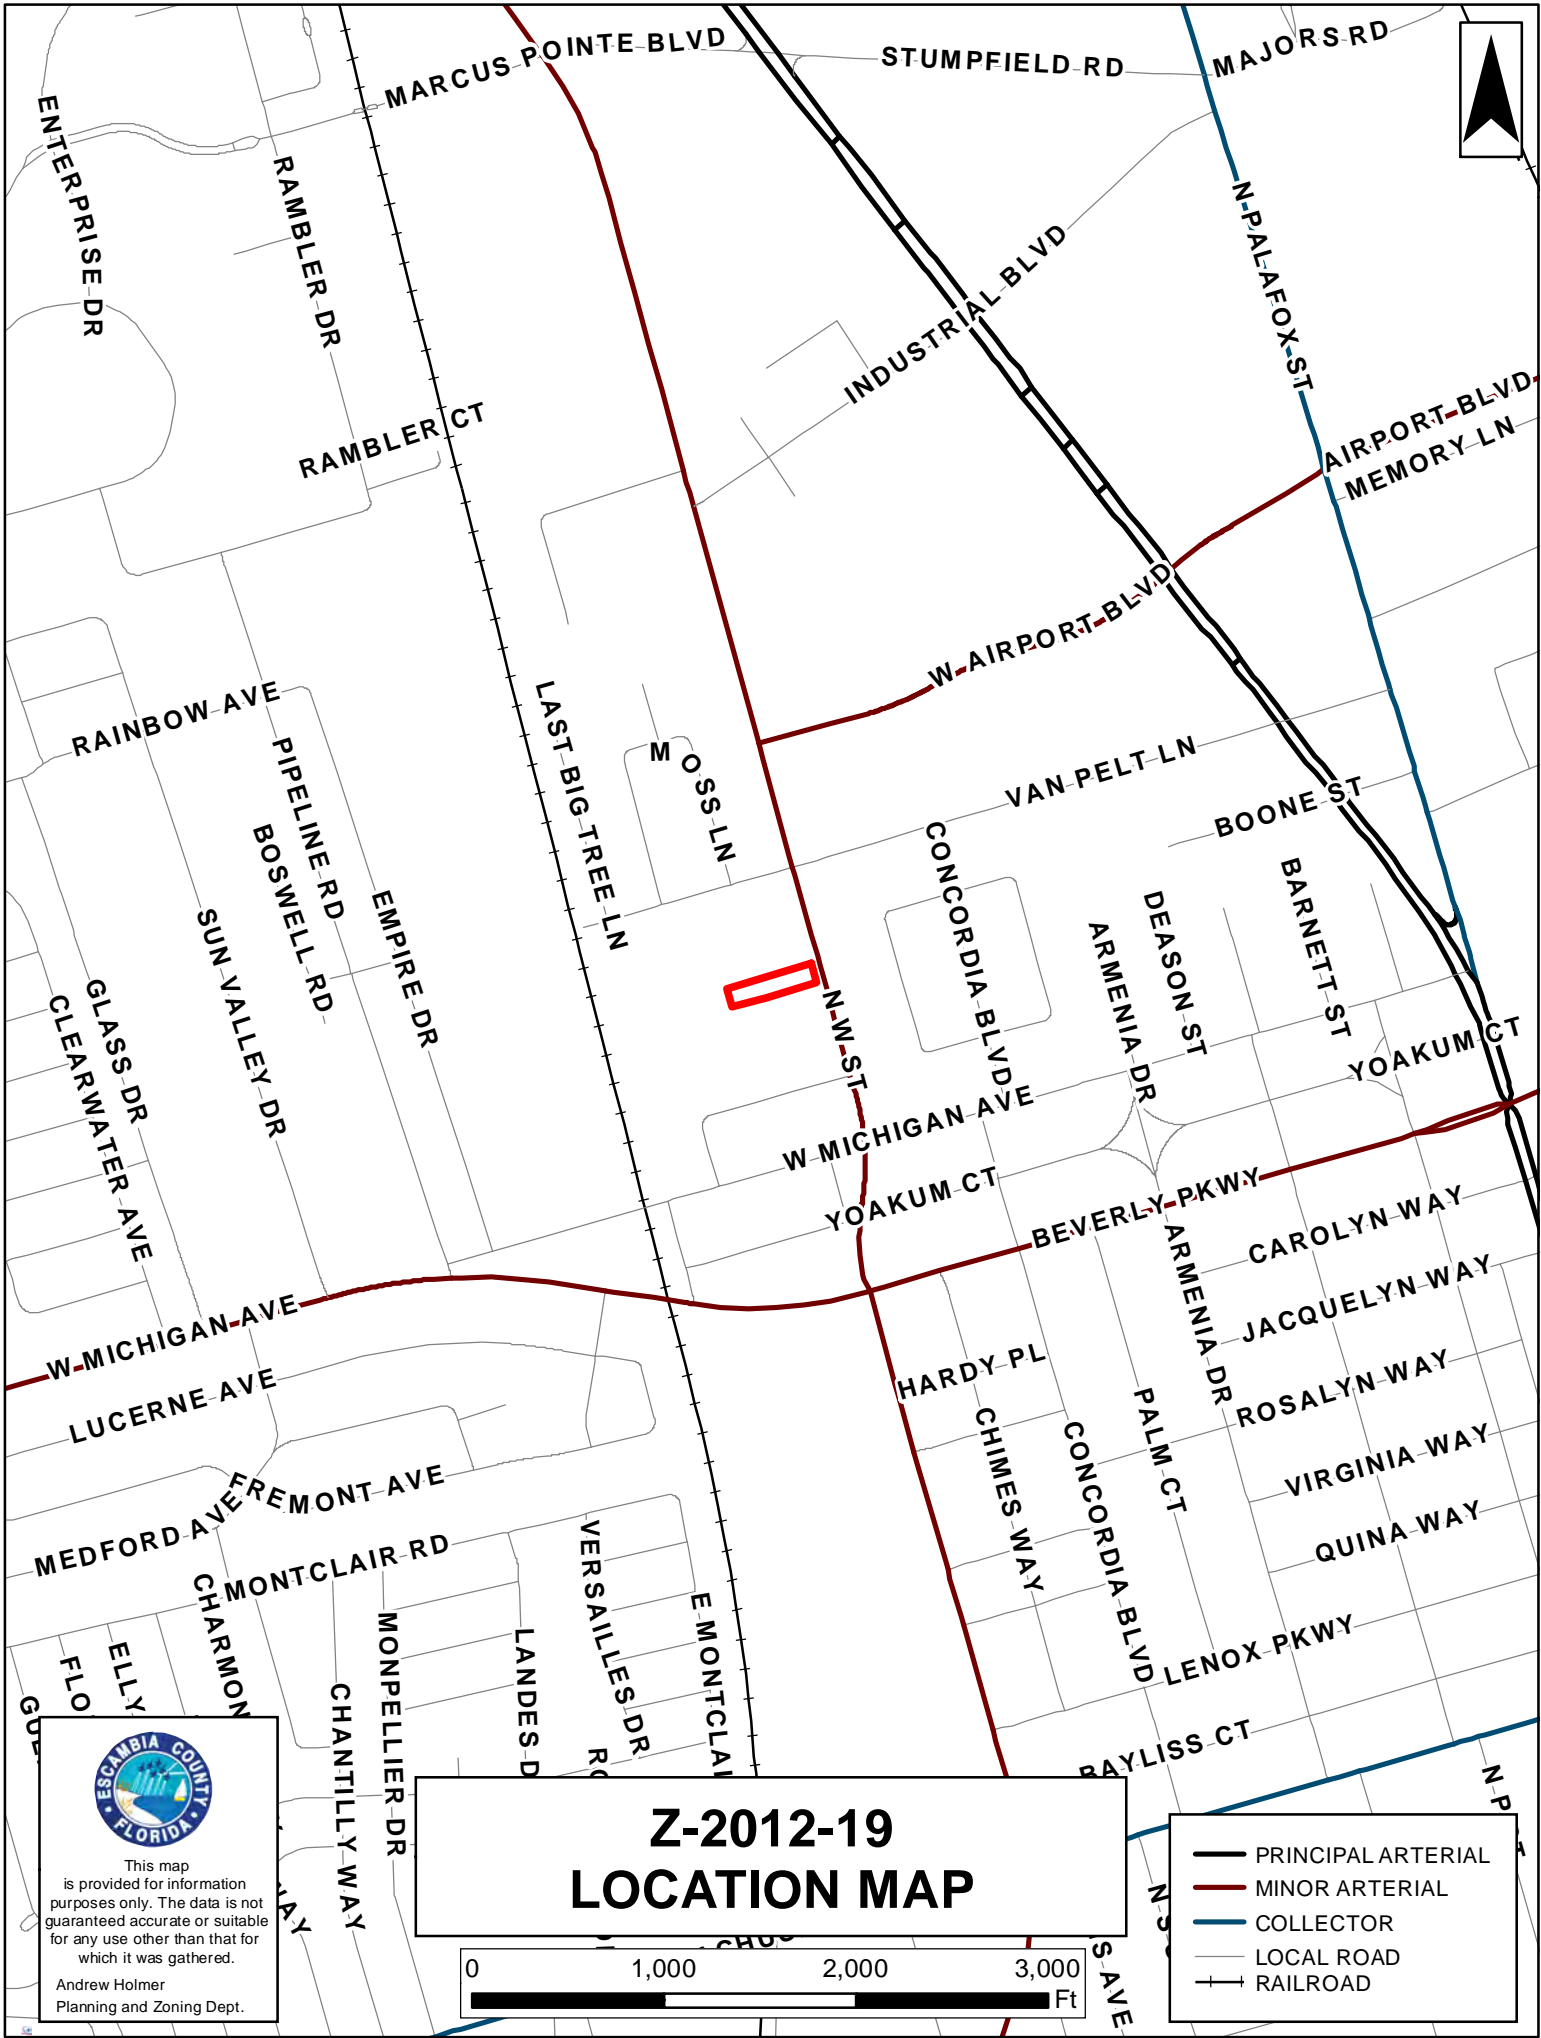 MARCUS POINTE BLVD
STUMPFIELD RD
MAJORS RD
ENTERPRISE DR
RAMBLER DR
N PALAFOX ST
INDUSTRIAL BLVD
RAMBLER CT
AIRPORT BLVD
MEMORY LN
W AIRPORT BLVD
RAINBOW AVE
LAST BIG TREE LN
MOSS LN
VAN PELT LN
BOONE ST
PIPELINE RD
BOSWELL RD
EMPIRE DR
SUN VALLEY DR
GLASS DR
CLEARWATER AVE
CONCORDIA BLVD
DEASON ST
BARNETT ST
ARMENIA DR
N W ST
YOAKUM CT
W MICHIGAN AVE
YOAKUM CT
BEVERLY PKWY
CAROLYN WAY
ARMENIA DR
JACQUELYN WAY
W MICHIGAN AVE
LUCERNE AVE
HARDY PL
ROSALYN WAY
PALM CT
CHIMES WAY
CONCORDIA BLVD
VIRGINIA WAY
FREMONT AVE
MEDFORD AVE
QUINA WAY
MONTCLAIR RD
VERSAILLES DR
E MONTCLAI
CHARMON
MONPELLIER DR
LANDES D
CHANTILLY WAY
ELLY
FLO
LENOX PKWY
BAYLISS CT
ESCAMBIA COUNTY
FLORIDA
This map
is provided for information
purposes only. The data is not
guaranteed accurate or suitable
for any use other than that for
which it was gathered.
Andrew Holmer
Planning and Zoning Dept.
Z-2012-19
LOCATION MAP
0 1,000 2,000 3,000
Ft
PRINCIPAL ARTERIAL
MINOR ARTERIAL
COLLECTOR
LOCAL ROAD
RAILROAD